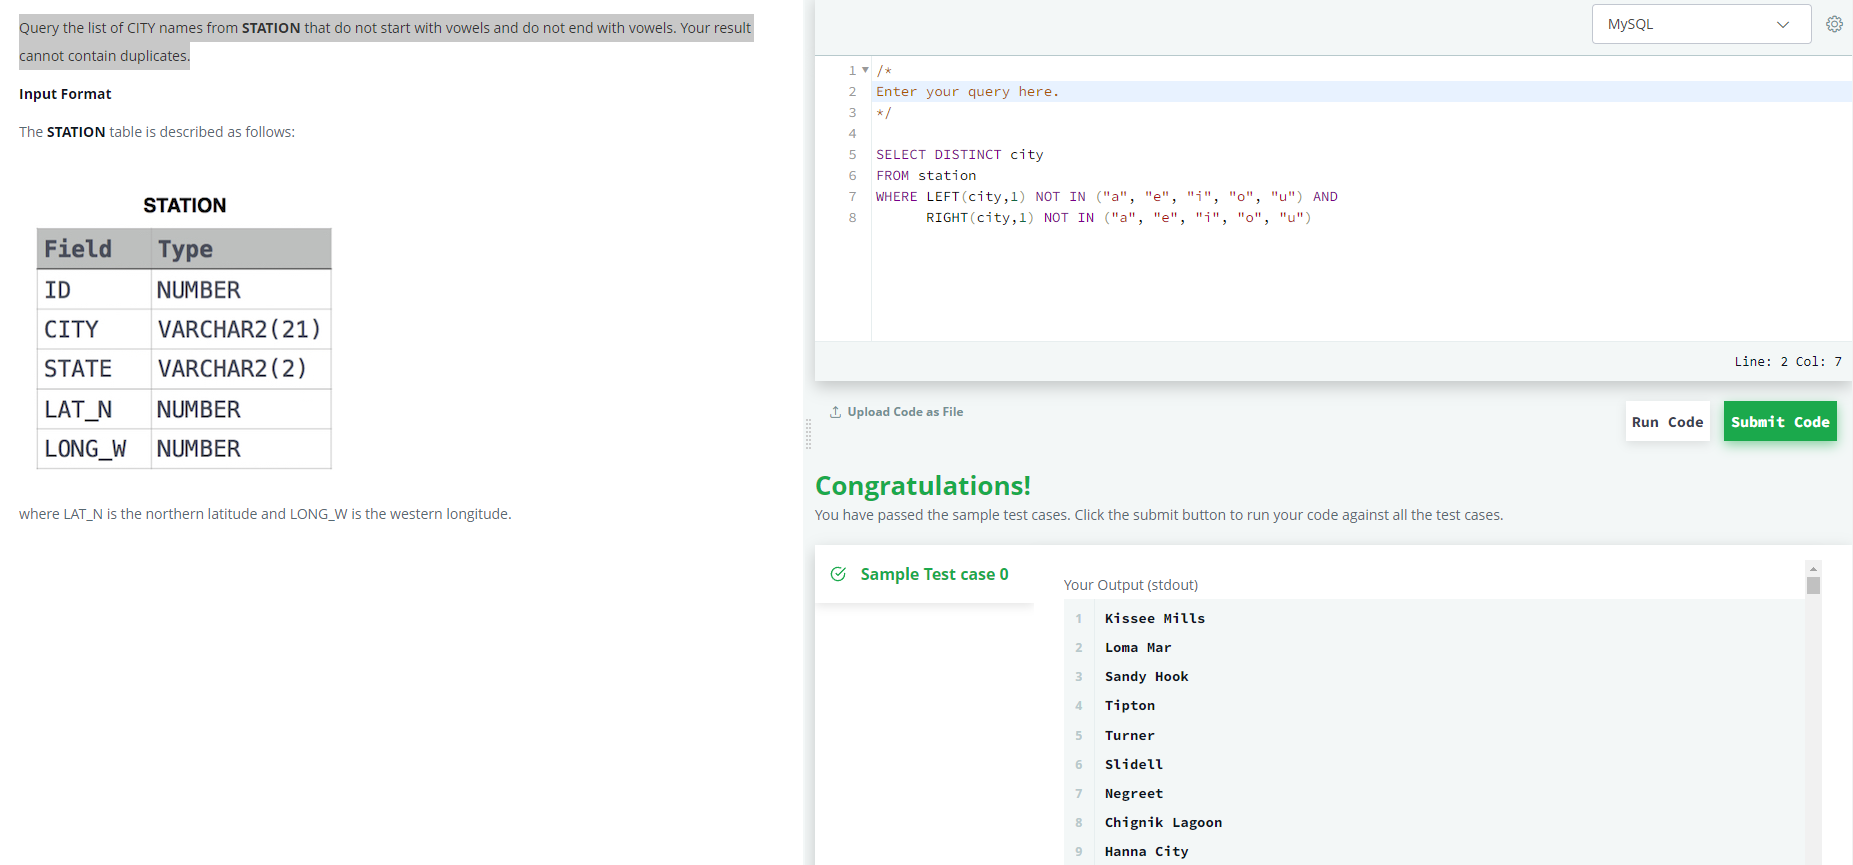 Query the list of CITY names from STATION that do not start with vowels and do not end with vowels. Your result
cannot contain duplicates.
Input Format
The STATION table is described as follows:
STATION
Field Type
ID NUMBER
CITY VARCHAR2(21)
STATE VARCHAR2(2)
LAT_N NUMBER
LONG_W NUMBER
where LAT_N is the northern latitude and LONG_W is the western longitude.
MySQL
1 /*
2 Enter your query here.
3 */
4
5 SELECT DISTINCT city
6 FROM station
7 WHERE LEFT(city,1) NOT IN ("a", "e", "i", "o", "u") AND
8 RIGHT(city,1) NOT IN ("a", "e", "i", "o", "u")
Line: 2 Col: 7
Upload Code as File
Run Code
Submit Code
Congratulations!
You have passed the sample test cases. Click the submit button to run your code against all the test cases.
Sample Test case 0
Your Output (stdout)
1 Kissee Mills
2 Loma Mar
3 Sandy Hook
4 Tipton
5 Turner
6 Slidell
7 Negreet
8 Chignik Lagoon
9 Hanna City